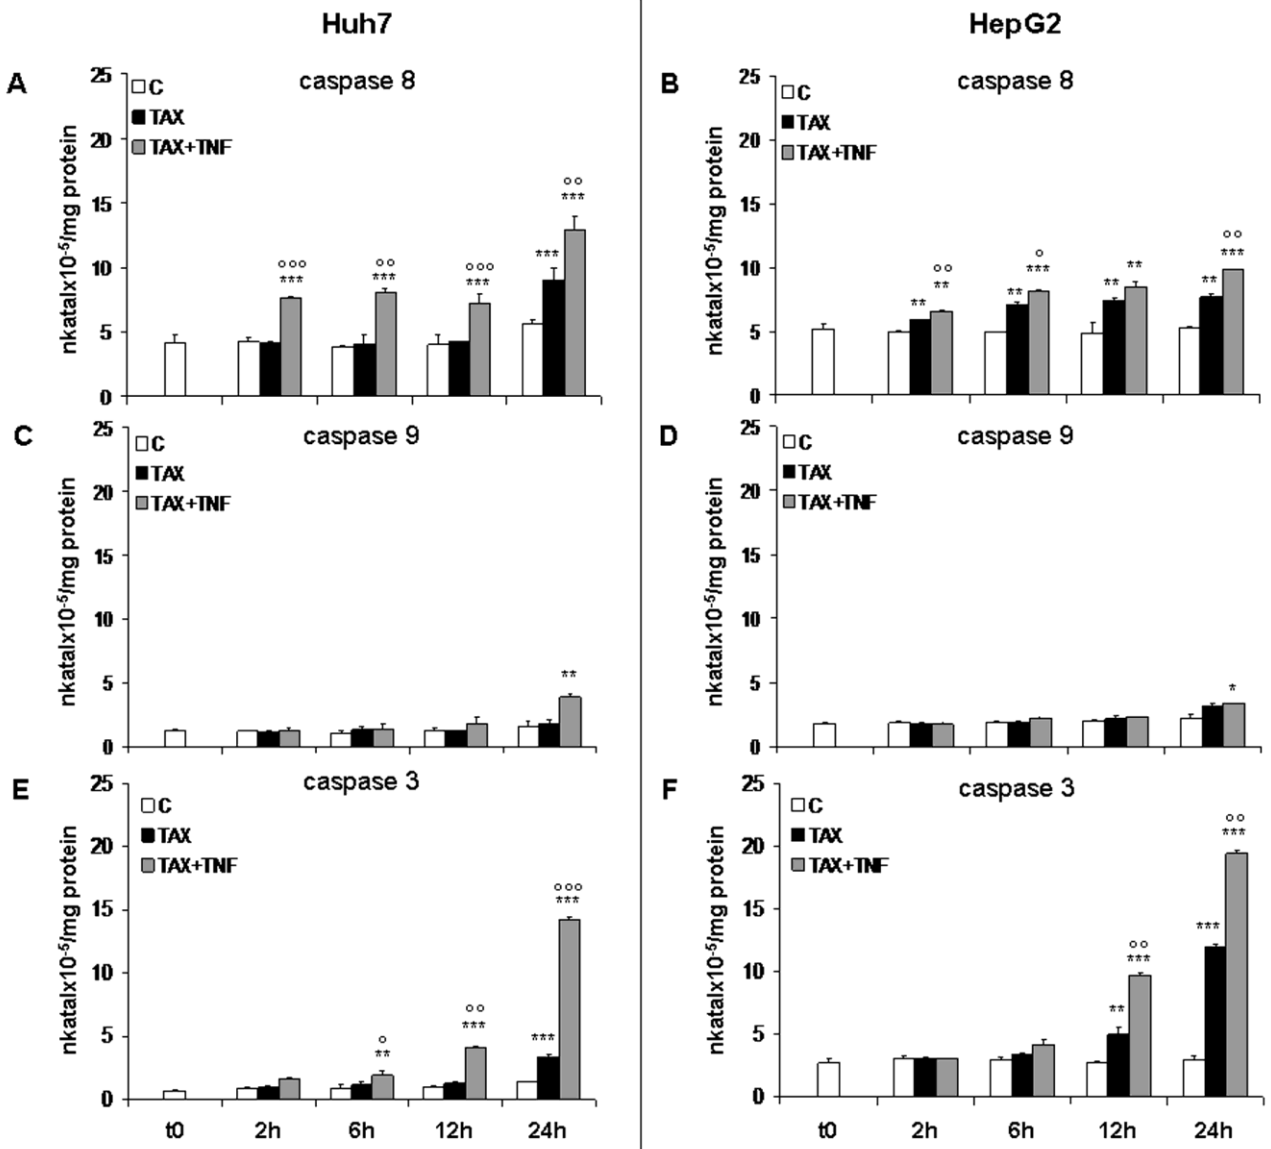 Huh7
HepG2
A
caspase 8
25
20
15
10
5
0
nkatalx10⁻⁵/mg protein
C
TAX
TAX+TNF
°°°
***
°°
***
°°°
***
***
°°
***
B
caspase 8
25
20
15
10
5
0
nkatalx10⁻⁵/mg protein
C
TAX
TAX+TNF
**
°°
**
**
°
***
**
**
**
°°
***
C
caspase 9
25
20
15
10
5
0
nkatalx10⁻⁵/mg protein
C
TAX
TAX+TNF
**
D
caspase 9
25
20
15
10
5
0
nkatalx10⁻⁵/mg protein
C
TAX
TAX+TNF
*
E
caspase 3
25
20
15
10
5
0
nkatalx10⁻⁵/mg protein
C
TAX
TAX+TNF
°
**
°°
***
***
°°°
***
t0 2h 6h 12h 24h
F
caspase 3
25
20
15
10
5
0
nkatalx10⁻⁵/mg protein
C
TAX
TAX+TNF
**
°°
***
***
°°
***
t0 2h 6h 12h 24h